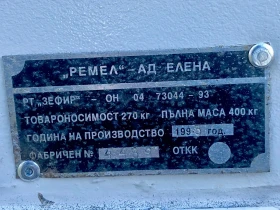 „РЕМЕЛ" – АД ЕЛЕНА
РТ „ЗЕФИР" – ОН 04 73044 – 93
ТОВАРОНОСИМОСТ 270 кг ПЪЛНА МАСА 400 кг
ГОДИНА НА ПРОИЗВОДСТВО год.
ФАБРИЧЕН № ОТКК